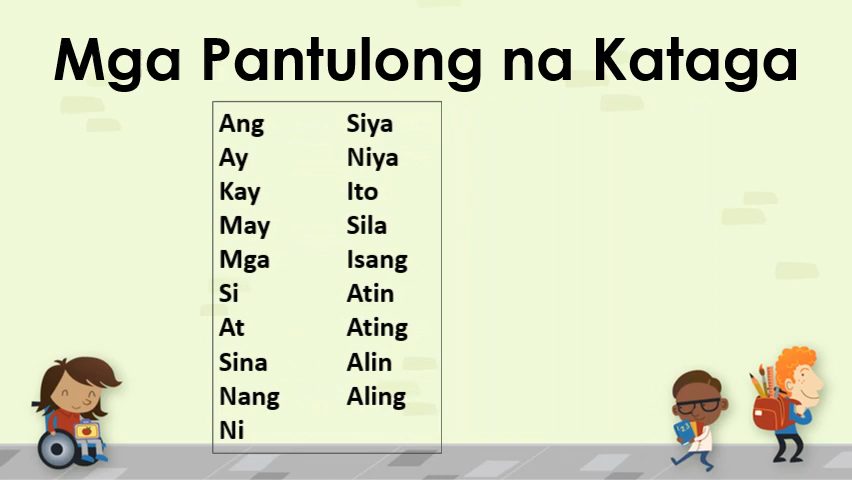 Mga Pantulong na Kataga
Ang
Ay
Kay
May
Mga
Si
At
Sina
Nang
Ni
Siya
Niya
Ito
Sila
Isang
Atin
Ating
Alin
Aling